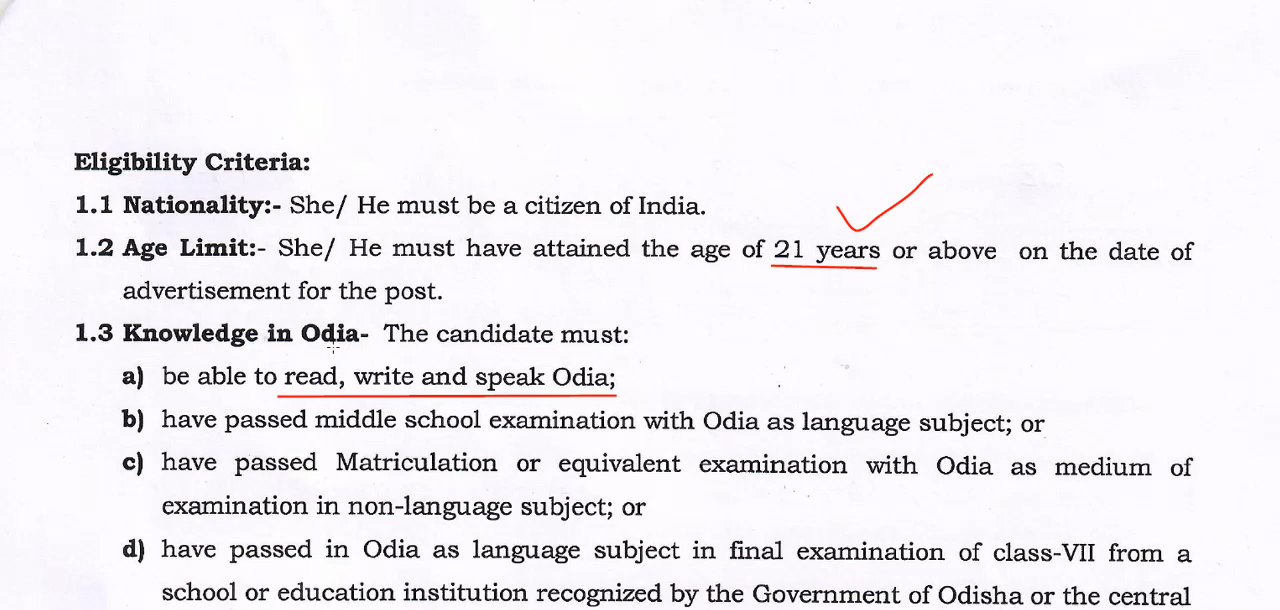 Eligibility Criteria:
1.1 Nationality:- She/ He must be a citizen of India.
1.2 Age Limit:- She/ He must have attained the age of 21 years or above on the date of
advertisement for the post.
1.3 Knowledge in Odia- The candidate must:
a) be able to read, write and speak Odia;
b) have passed middle school examination with Odia as language subject; or
c) have passed Matriculation or equivalent examination with Odia as medium of
examination in non-language subject; or
d) have passed in Odia as language subject in final examination of class-VII from a
school or education institution recognized by the Government of Odisha or the central